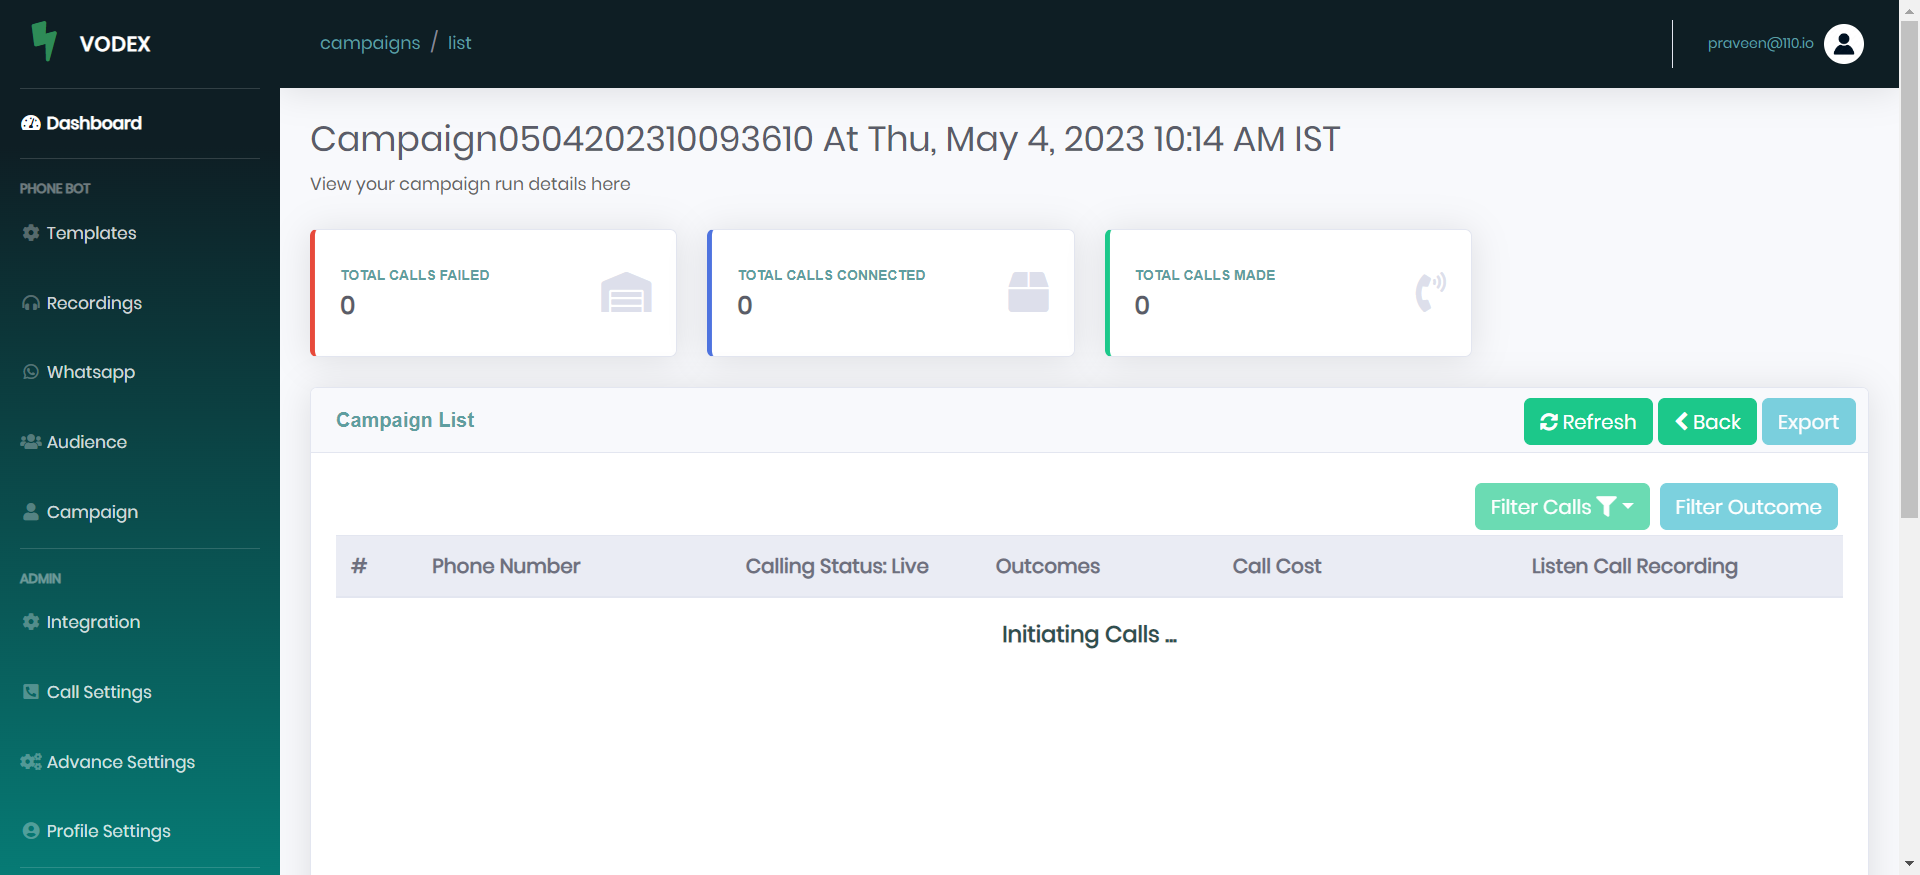 VODEX
campaigns / list
praveen@110.io
Dashboard
PHONE BOT
Templates
Recordings
Whatsapp
Audience
Campaign
ADMIN
Integration
Call Settings
Advance Settings
Profile Settings
Campaign0504202310093610 At Thu, May 4, 2023 10:14 AM IST
View your campaign run details here
TOTAL CALLS FAILED
0
TOTAL CALLS CONNECTED
0
TOTAL CALLS MADE
0
Campaign List
Refresh Back Export
Filter Calls Filter Outcome
# Phone Number Calling Status: Live Outcomes Call Cost Listen Call Recording
Initiating Calls ...